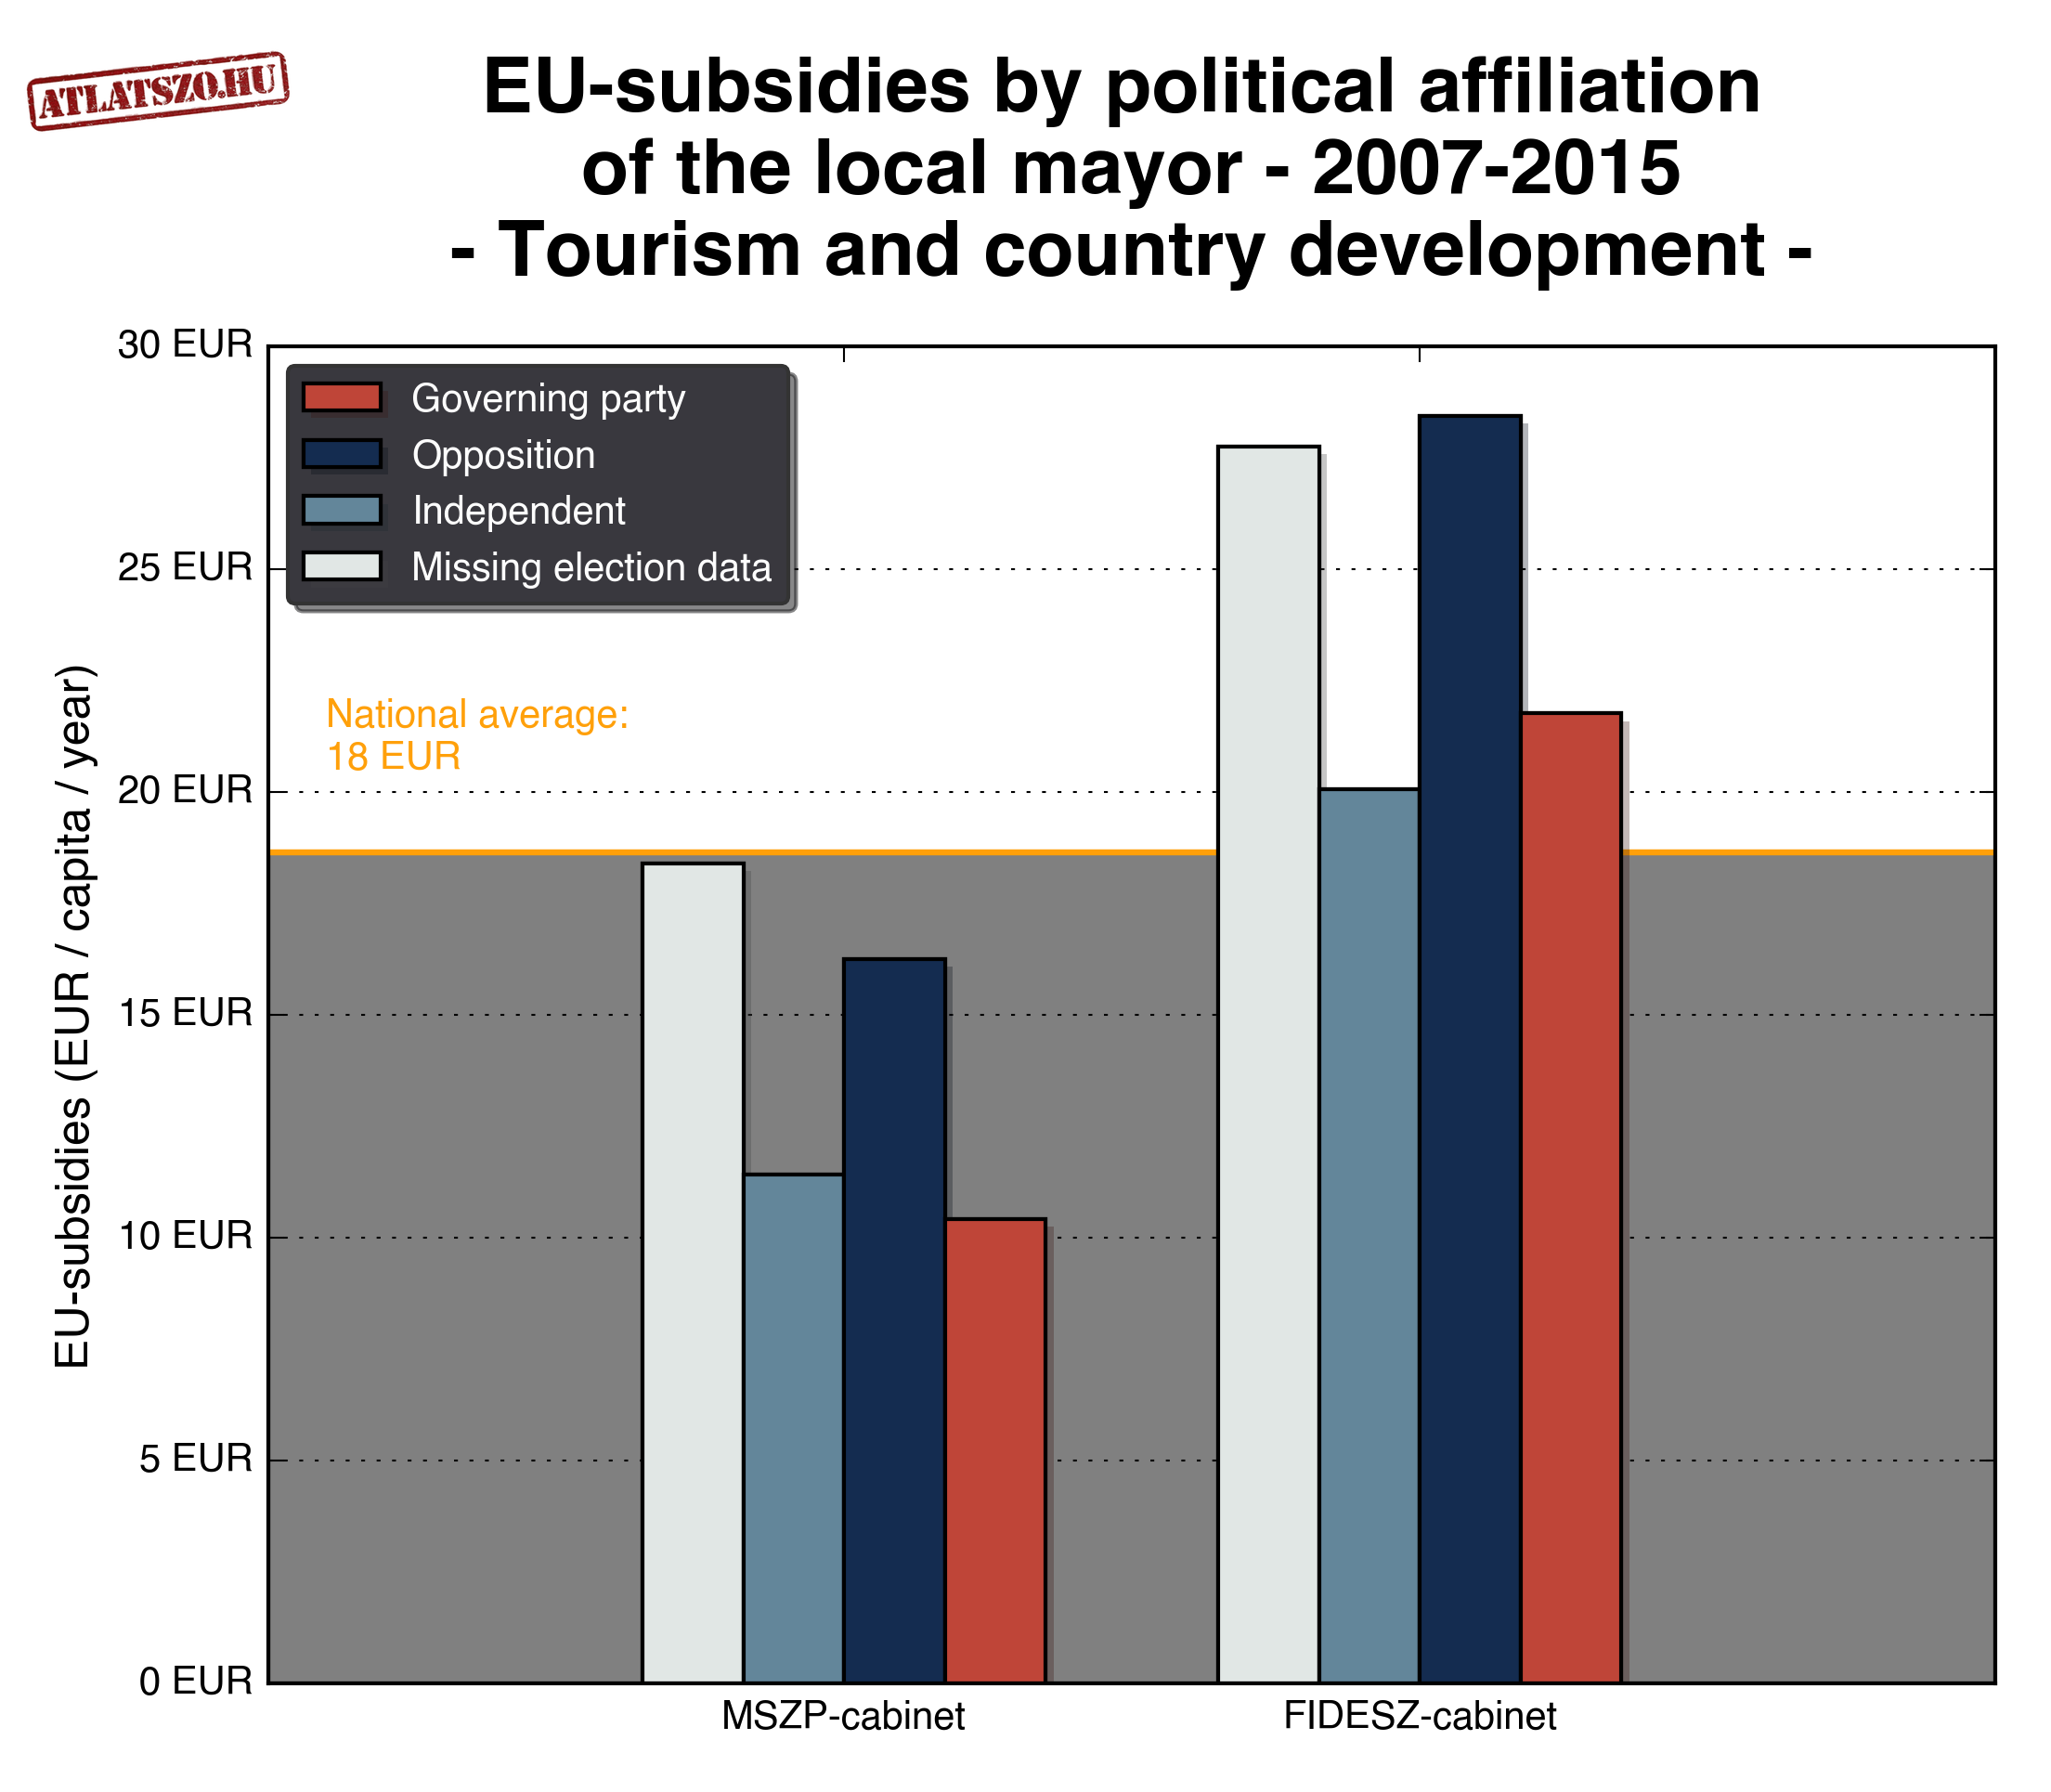 ATLATSZO.HU
EU-subsidies by political affiliation
of the local mayor - 2007-2015
- Tourism and country development -
30 EUR
25 EUR
20 EUR
15 EUR
10 EUR
5 EUR
0 EUR
EU-subsidies (EUR / capita / year)
Governing party
Opposition
Independent
Missing election data
National average:
18 EUR
MSZP-cabinet
FIDESZ-cabinet